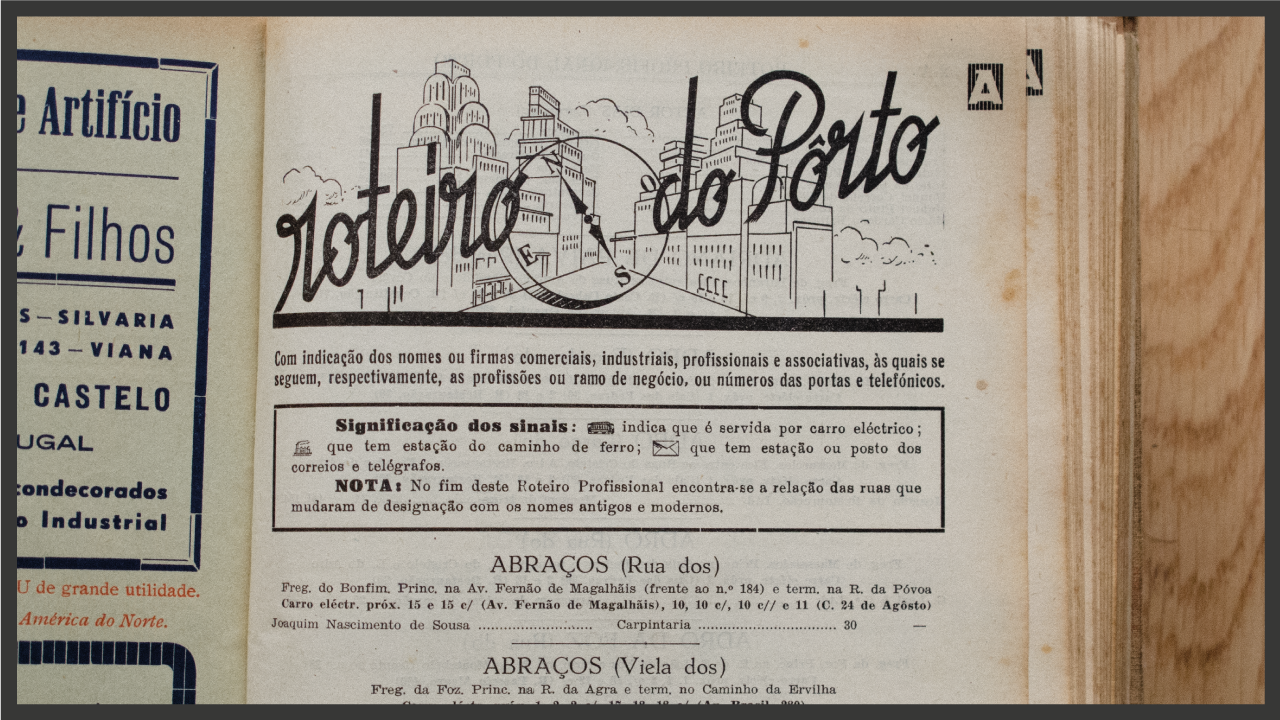 e Artifício
& Filhos
S—SILVARIA
143—VIANA
CASTELO
UGAL
condecorados
o Industrial
U de grande utilidade.
América do Norte.
A
A
roteiro do Pôrto
N
O
E
S
Com indicação dos nomes ou firmas comerciais, industriais, profissionais e associativas, às quais se
seguem, respectivamente, as profissões ou ramo de negócio, ou números das portas e telefónicos.
Significação dos sinais: indica que é servida por carro eléctrico;
que tem estação do caminho de ferro; que tem estação ou posto dos
correios e telégrafos.
NOTA: No fim deste Roteiro Profissional encontra-se a relação das ruas que
mudaram de designação com os nomes antigos e modernos.
ABRAÇOS (Rua dos)
Freg. do Bonfim. Princ. na Av. Fernão de Magalhãis (frente ao n.º 184) e term. na R. da Póvoa
Carro eléctr. próx. 15 e 15 c/ (Av. Fernão de Magalhãis), 10, 10 c/, 10 c// e 11 (C. 24 de Agôsto)
Joaquim Nascimento de Sousa ............................ Carpintaria ................................... 30 —
ABRAÇOS (Viela dos)
Freg. da Foz. Princ. na R. da Agra e term. no Caminho da Ervilha